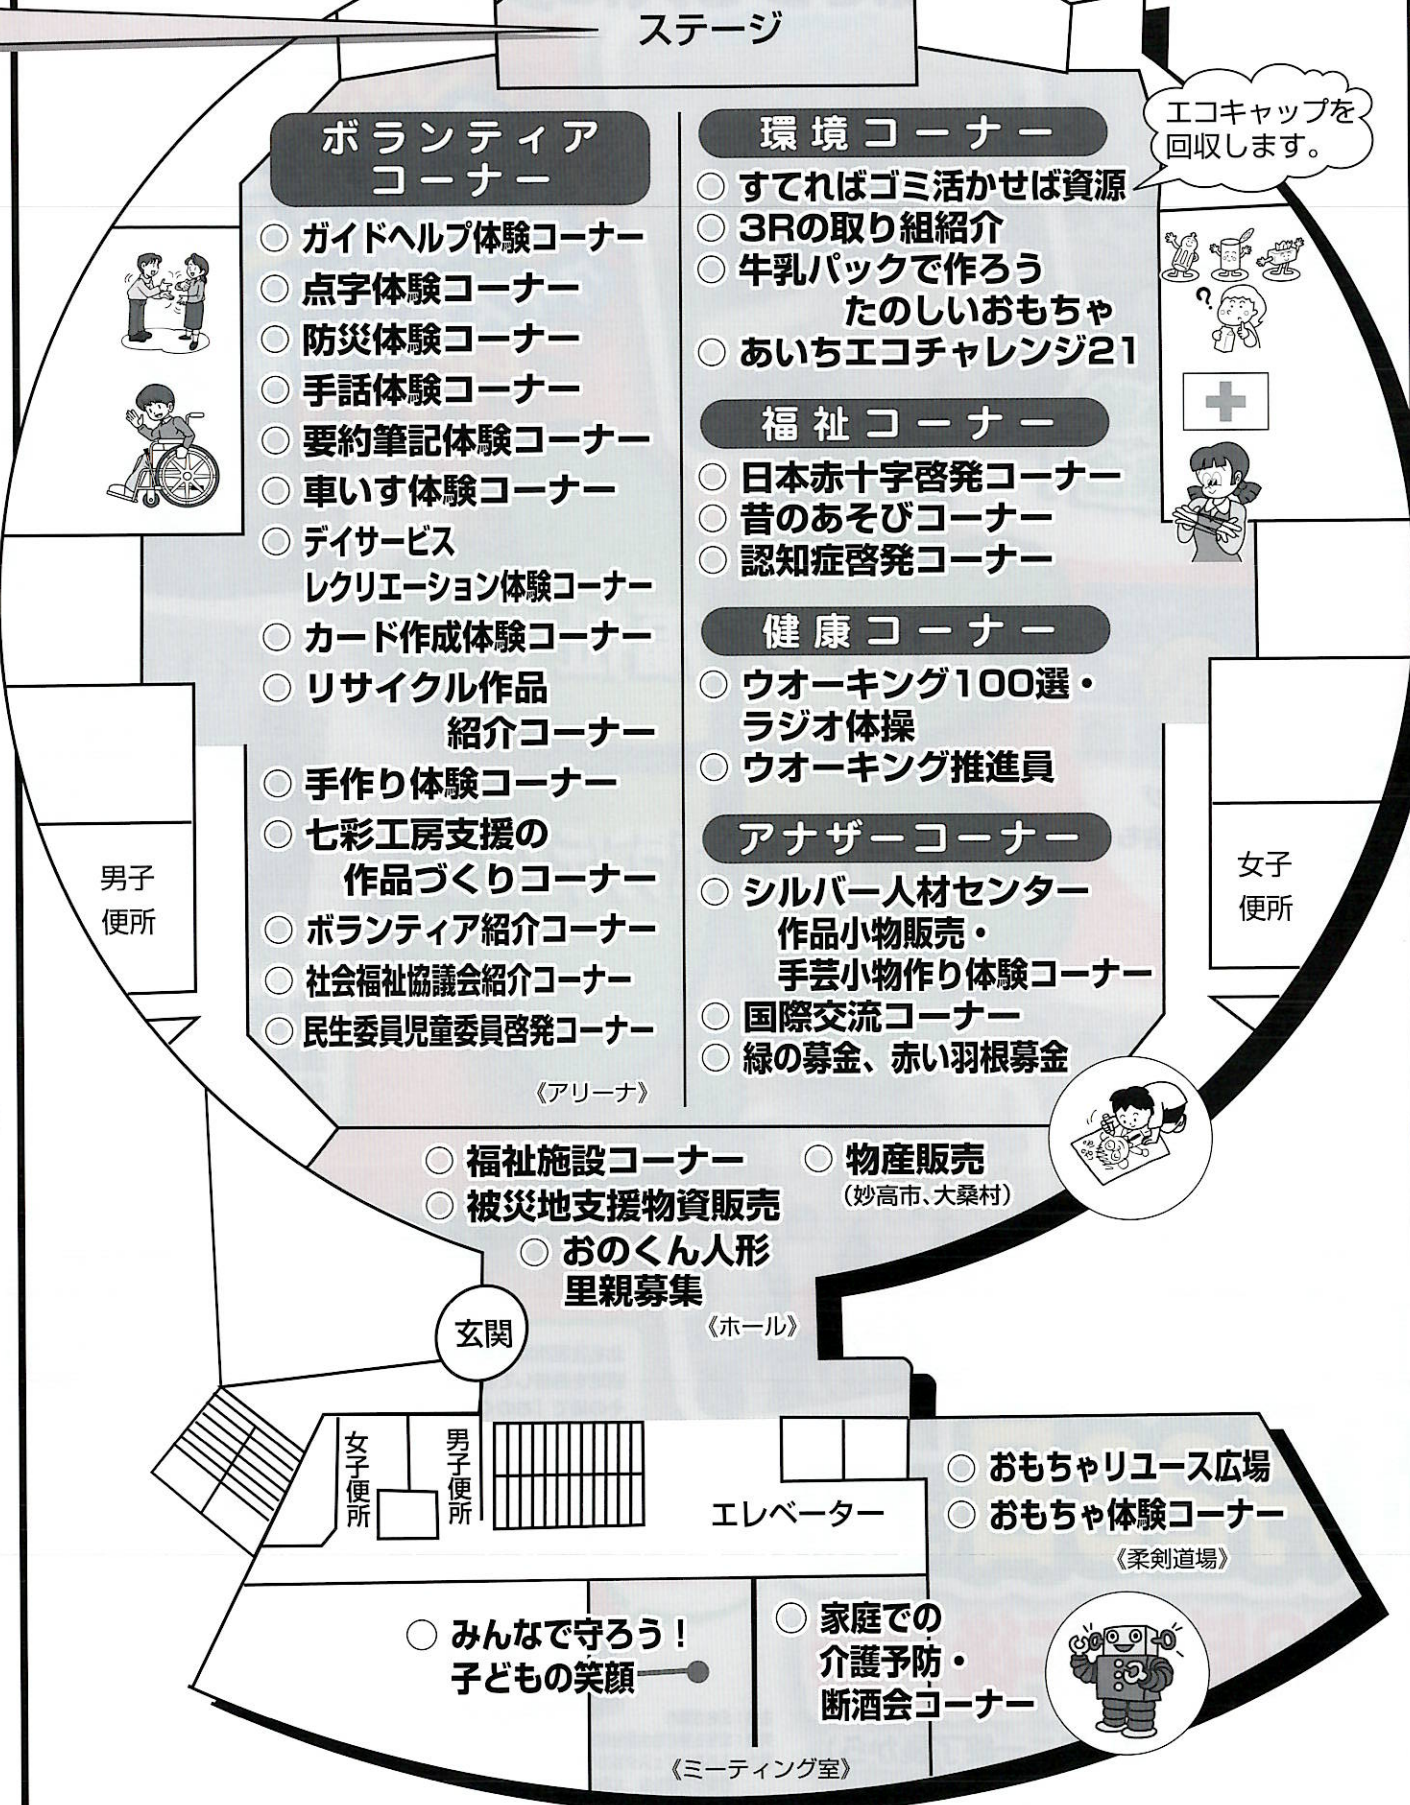 ステージ
エコキャップを
回収します。
ボランティア
コーナー
○ ガイドヘルプ体験コーナー
○ 点字体験コーナー
○ 防災体験コーナー
○ 手話体験コーナー
○ 要約筆記体験コーナー
○ 車いす体験コーナー
○ デイサービス
レクリエーション体験コーナー
○ カード作成体験コーナー
○ リサイクル作品
紹介コーナー
○ 手作り体験コーナー
○ 七彩工房支援の
作品づくりコーナー
○ ボランティア紹介コーナー
○ 社会福祉協議会紹介コーナー
○ 民生委員児童委員啓発コーナー
《アリーナ》
環境コーナー
○ すてればゴミ活かせば資源
○ 3Rの取り組紹介
○ 牛乳パックで作ろう
たのしいおもちゃ
○ あいちエコチャレンジ21
福祉コーナー
○ 日本赤十字啓発コーナー
○ 昔のあそびコーナー
○ 認知症啓発コーナー
健康コーナー
○ ウオーキング100選・
ラジオ体操
○ ウオーキング推進員
アナザーコーナー
○ シルバー人材センター
作品小物販売・
手芸小物作り体験コーナー
○ 国際交流コーナー
○ 緑の募金、赤い羽根募金
男子
便所
女子
便所
○ 福祉施設コーナー
○ 被災地支援物資販売
○ おのくん人形
里親募集
○ 物産販売
(妙高市、大桑村)
《ホール》
玄関
女子便所
男子便所
エレベーター
○ おもちゃリユース広場
○ おもちゃ体験コーナー
《柔剣道場》
○ みんなで守ろう!
子どもの笑顔
○ 家庭での
介護予防・
断酒会コーナー
《ミーティング室》